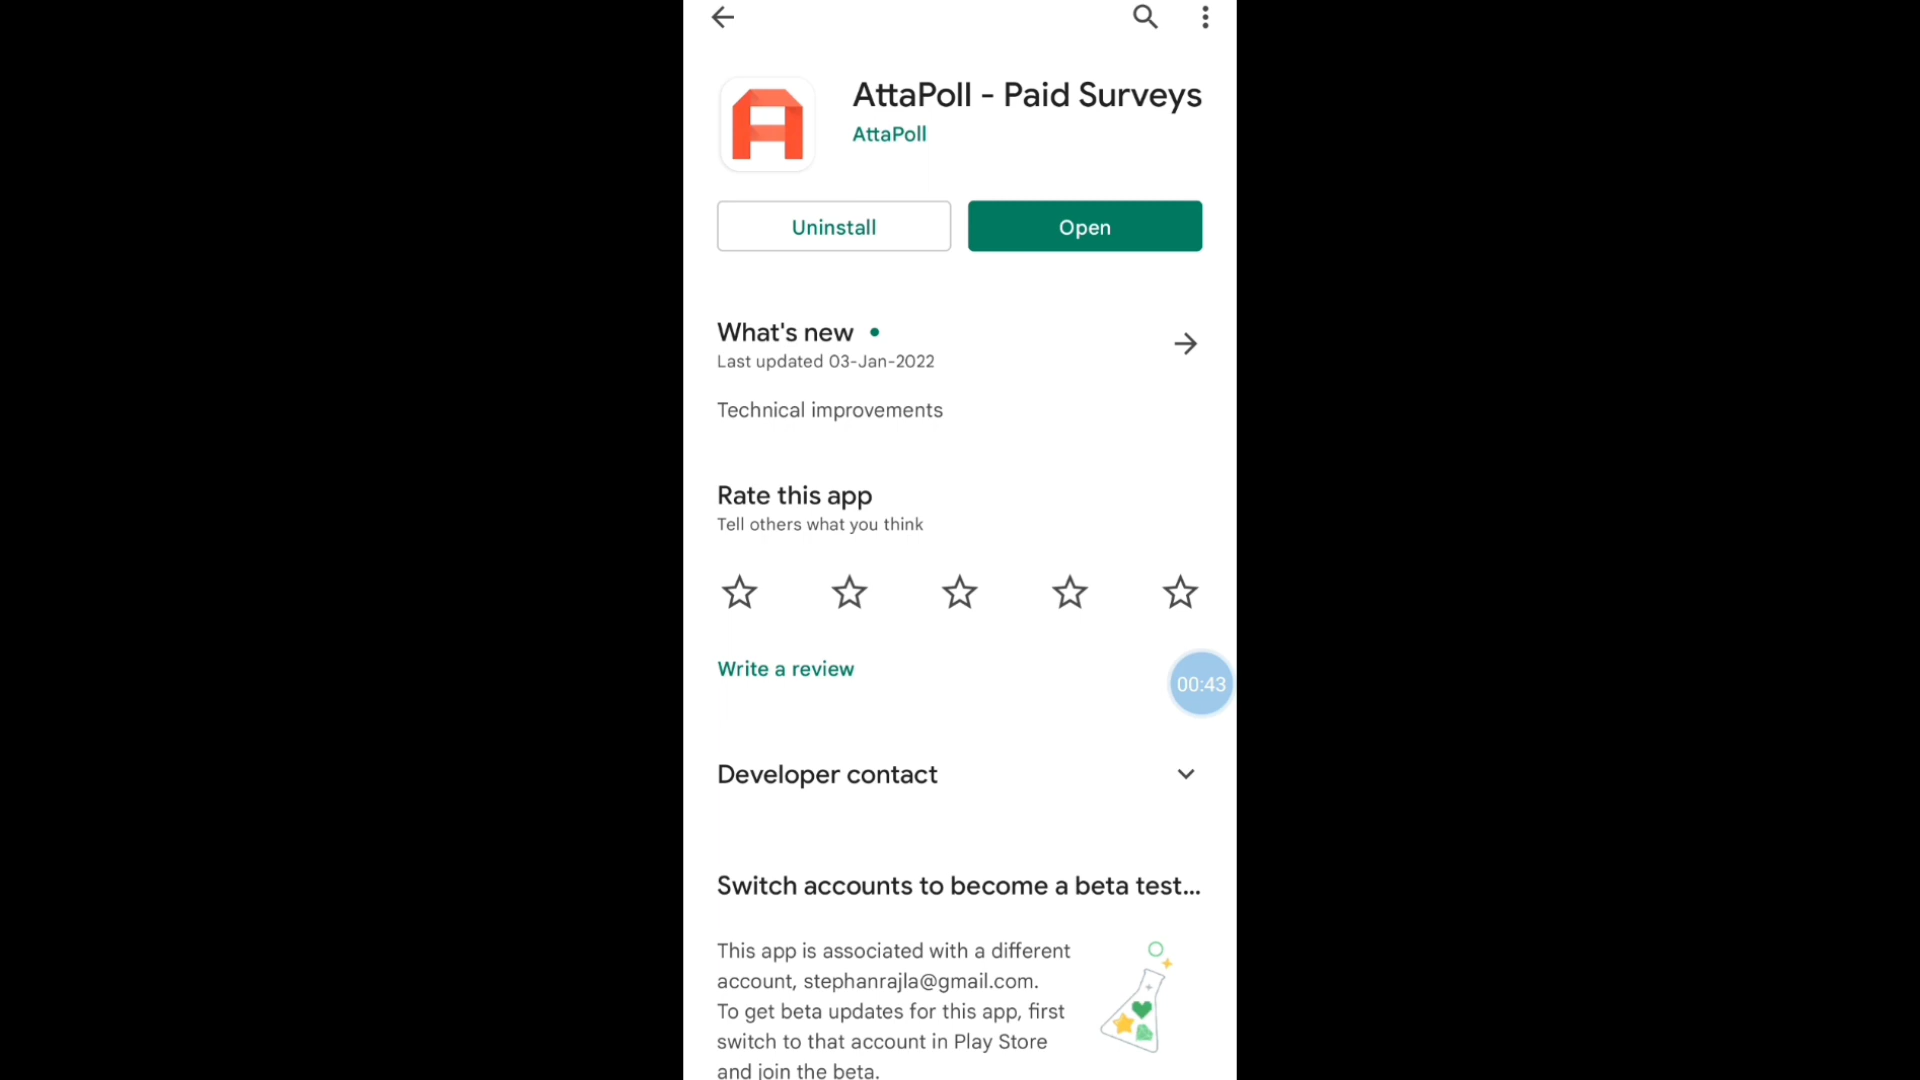 AttaPoll - Paid Surveys
AttaPoll
Uninstall
Open
What's new
Last updated 03-Jan-2022
Technical improvements
Rate this app
Tell others what you think
Write a review
00:43
Developer contact
Switch accounts to become a beta test...
This app is associated with a different
account, stephanrajla@gmail.com.
To get beta updates for this app, first
switch to that account in Play Store
and join the beta.